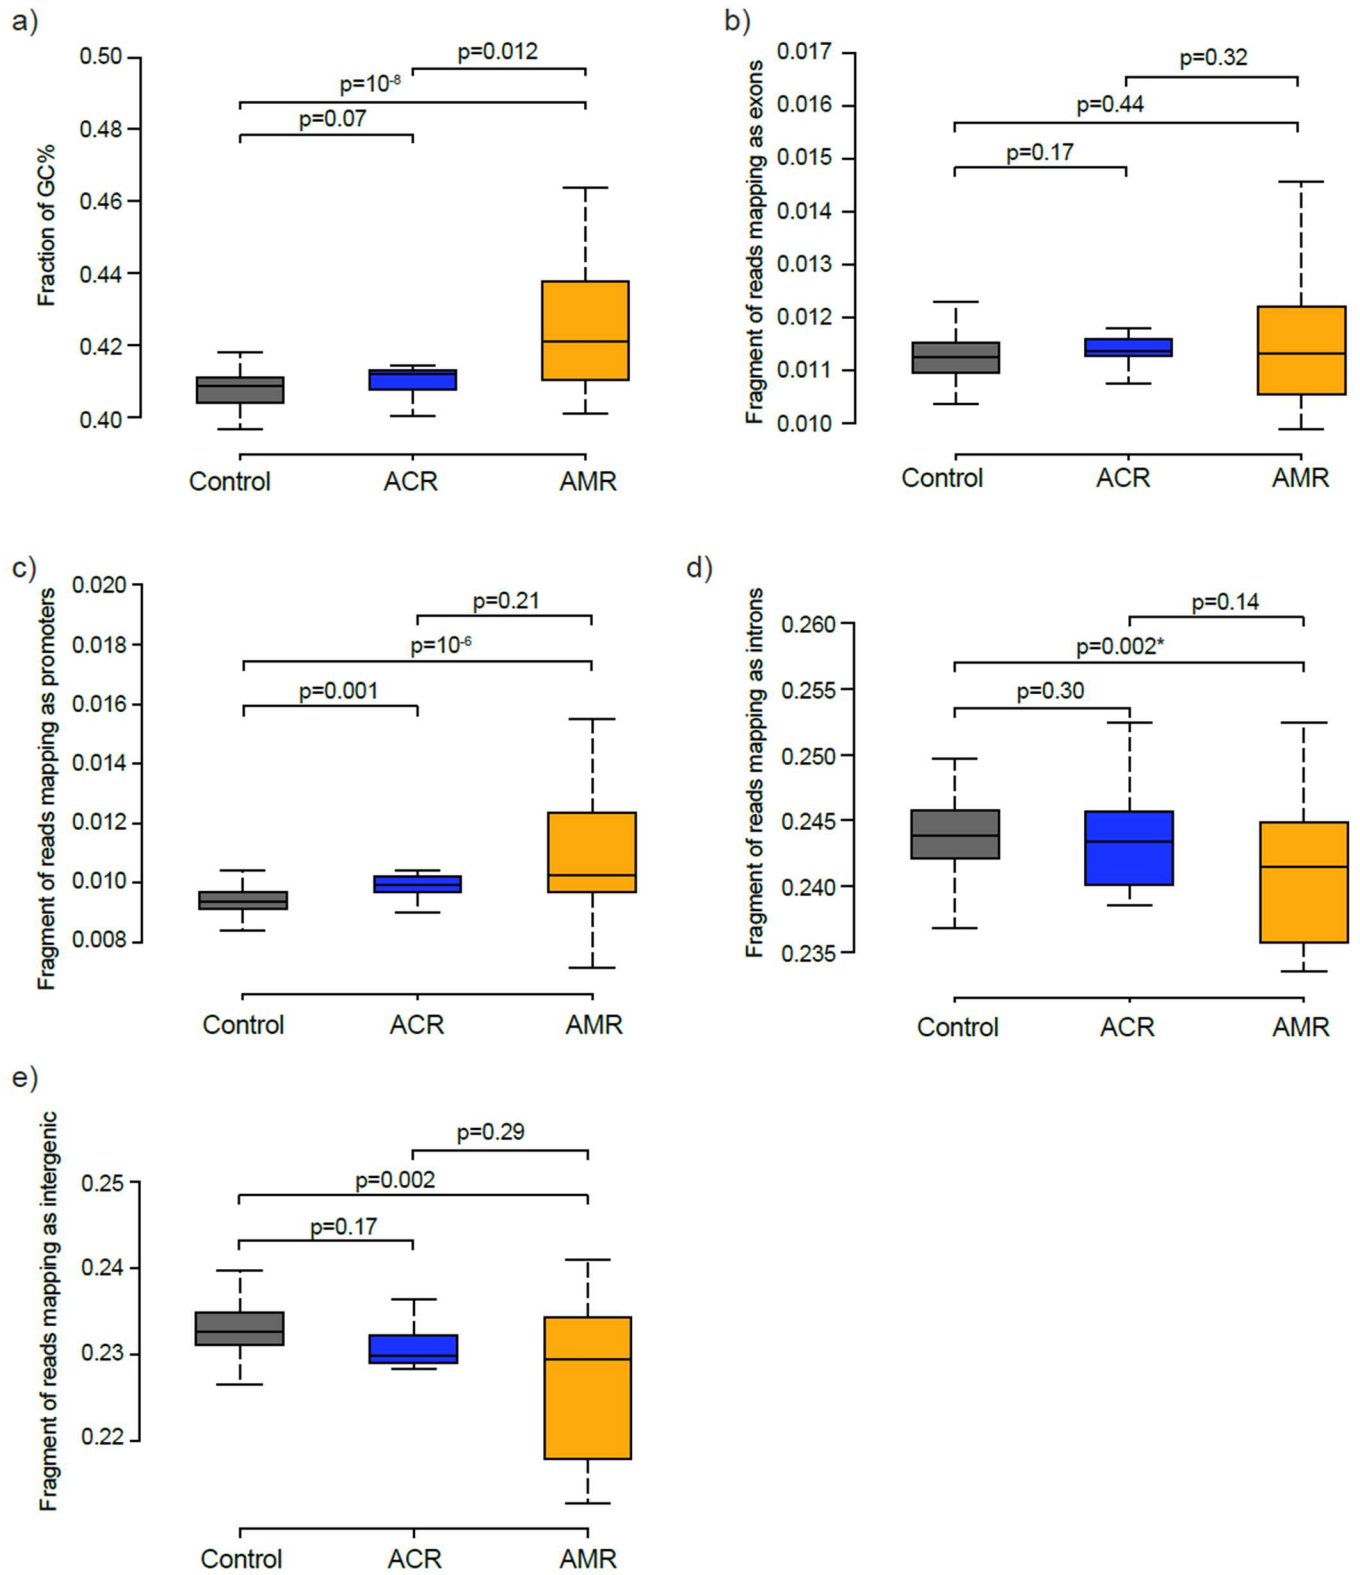 a)
Fraction of GC%
0.50
0.48
0.46
0.44
0.42
0.40
p=0.012
p=10-8
p=0.07
Control ACR AMR
b)
Fragment of reads mapping as exons
0.017
0.016
0.015
0.014
0.013
0.012
0.011
0.010
p=0.32
p=0.44
p=0.17
Control ACR AMR
c)
Fragment of reads mapping as promoters
0.020
0.018
0.016
0.014
0.012
0.010
0.008
p=0.21
p=10-6
p=0.001
Control ACR AMR
d)
Fragment of reads mapping as introns
0.260
0.255
0.250
0.245
0.240
0.235
p=0.14
p=0.002*
p=0.30
Control ACR AMR
e)
Fragment of reads mapping as intergenic
0.25
0.24
0.23
0.22
p=0.29
p=0.002
p=0.17
Control ACR AMR